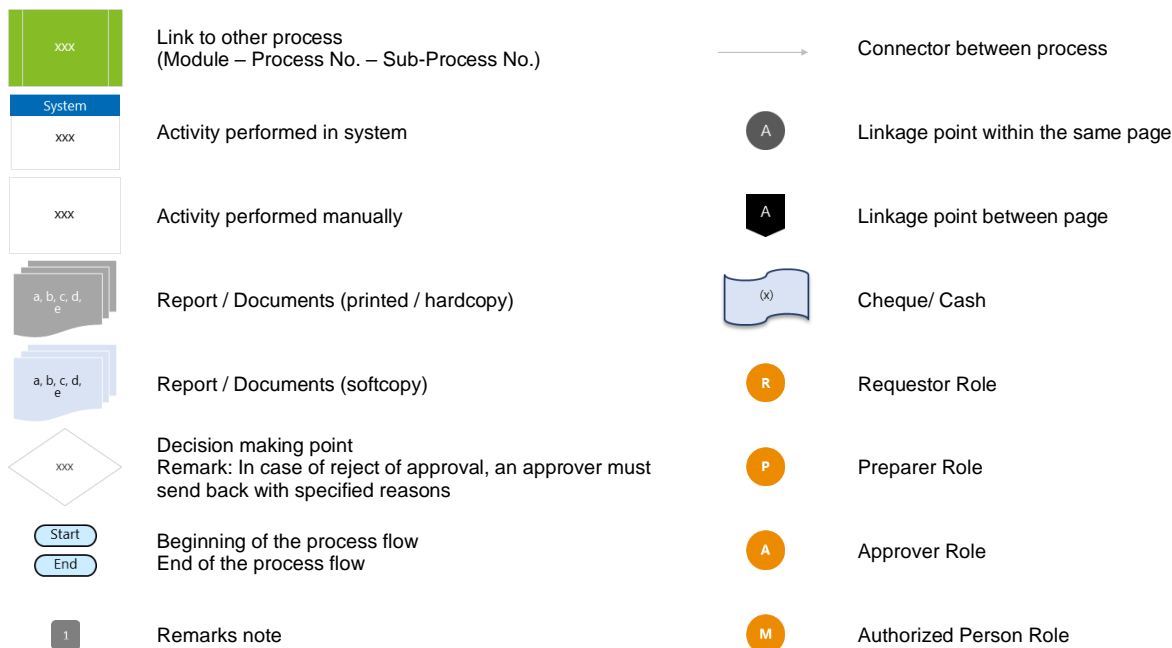 xxx
Link to other process
(Module – Process No. – Sub-Process No.)
Connector between process
System
xxx
Activity performed in system
A
Linkage point within the same page
xxx
Activity performed manually
A
Linkage point between page
a, b, c, d,
e
Report / Documents (printed / hardcopy)
(x)
Cheque/ Cash
a, b, c, d,
e
Report / Documents (softcopy)
R
Requestor Role
xxx
Decision making point
Remark: In case of reject of approval, an approver must
send back with specified reasons
P
Preparer Role
Start
End
Beginning of the process flow
End of the process flow
A
Approver Role
1
Remarks note
M
Authorized Person Role